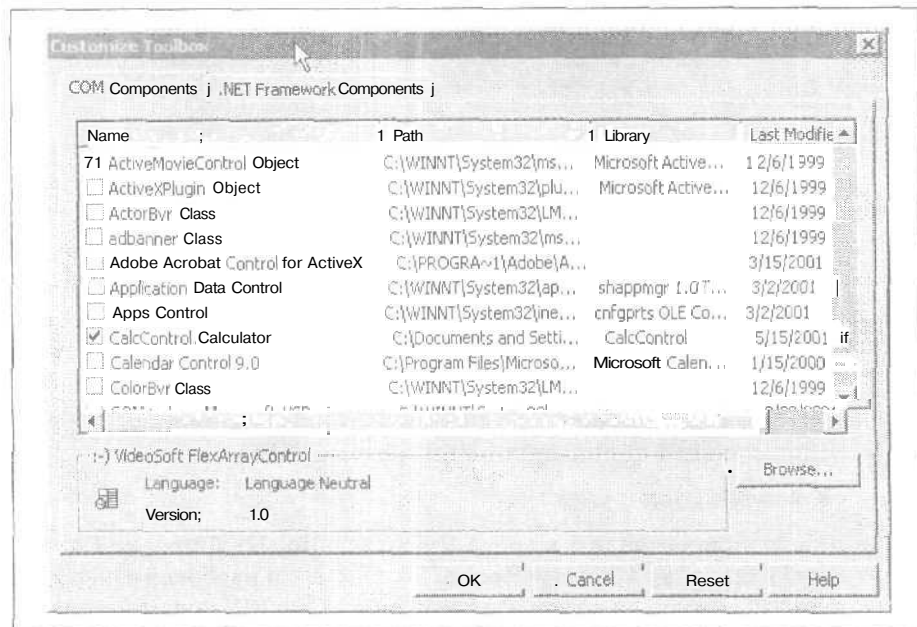 Customize Toolbox
COM Components j .NET Framework Components j
Name ; 1 Path 1 Library Last Modifie
71 ActiveMovieControl Object C:\WINNT\System32\ms... Microsoft Active... 12/6/1999
ActiveXPlugin Object C:\WINNT\System32\plu... Microsoft Active... 12/6/1999
ActorBvr Class C:\WINNT\System32\LM... 12/6/1999
adbanner Class C:\WINNT\System32\ms... 12/6/1999
Adobe Acrobat Control for ActiveX C:\PROGRA~1\Adobe\A... 3/15/2001
Application Data Control C:\WINNT\System32\ap... shappmgr 1.0 T... 3/2/2001 |
Apps Control C:\WINNT\System32\ine... cnfgprts OLE Co... 3/2/2001
CalcControl.Calculator C:\Documents and Setti... CalcControl 5/15/2001 if
Calendar Control 9.0 C:\Program Files\Microso... Microsoft Calen... 1/15/2000
ColorBvr Class C:\WINNT\System32\LM... 12/6/1999
;
:-) VideoSoft FlexArrayControl
Language: Language Neutral
Version; 1.0
. Browse...
OK . Cancel Reset Help